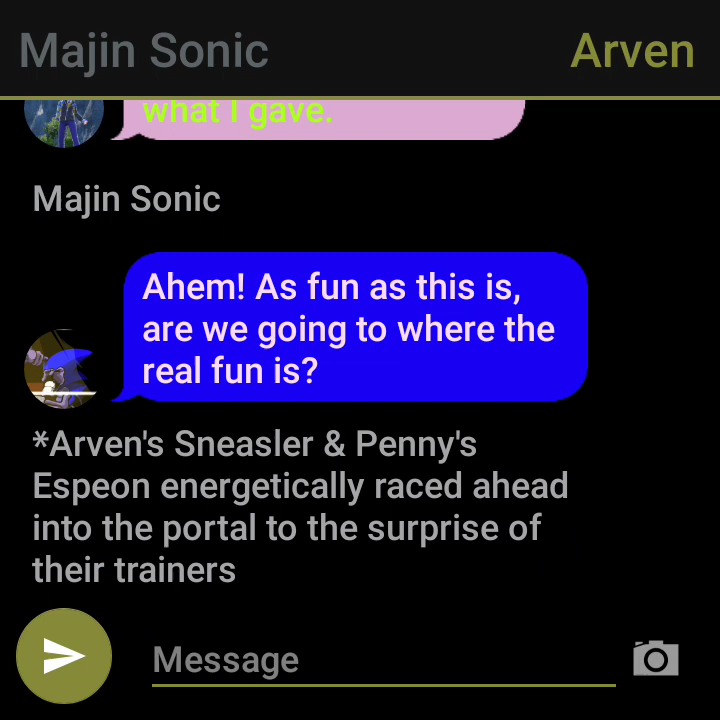 Majin Sonic
Arven
what I gave.
Majin Sonic
Ahem! As fun as this is,
are we going to where the
real fun is?
*Arven's Sneasler & Penny's
Espeon energetically raced ahead
into the portal to the surprise of
their trainers
Message